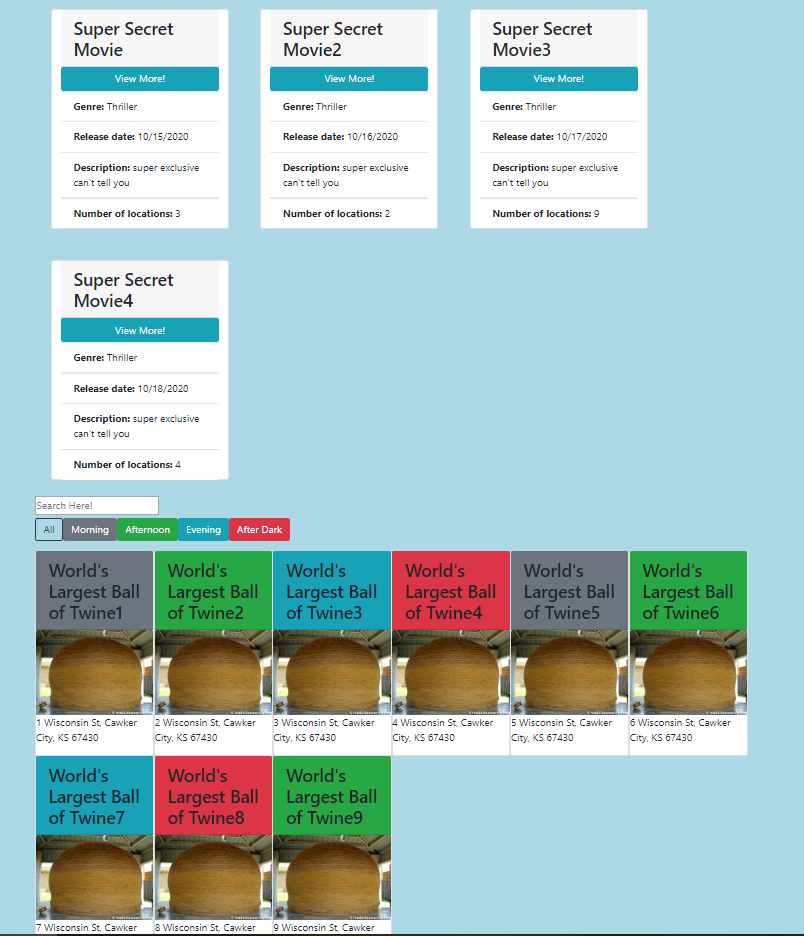 Super Secret
Movie
View More!
Genre: Thriller
Release date: 10/15/2020
Description: super exclusive
can't tell you
Number of locations: 3
Super Secret
Movie2
View More!
Genre: Thriller
Release date: 10/16/2020
Description: super exclusive
can't tell you
Number of locations: 2
Super Secret
Movie3
View More!
Genre: Thriller
Release date: 10/17/2020
Description: super exclusive
can't tell you
Number of locations: 9
Super Secret
Movie4
View More!
Genre: Thriller
Release date: 10/18/2020
Description: super exclusive
can't tell you
Number of locations: 4
Search Here!
All Morning Afternoon Evening After Dark
World's
Largest Ball
of Twine1
1 Wisconsin St, Cawker
City, KS 67430
World's
Largest Ball
of Twine2
2 Wisconsin St, Cawker
City, KS 67430
World's
Largest Ball
of Twine3
3 Wisconsin St, Cawker
City, KS 67430
World's
Largest Ball
of Twine4
4 Wisconsin St, Cawker
City, KS 67430
World's
Largest Ball
of Twine5
5 Wisconsin St, Cawker
City, KS 67430
World's
Largest Ball
of Twine6
6 Wisconsin St, Cawker
City, KS 67430
World's
Largest Ball
of Twine7
7 Wisconsin St, Cawker
World's
Largest Ball
of Twine8
8 Wisconsin St, Cawker
World's
Largest Ball
of Twine9
9 Wisconsin St, Cawker